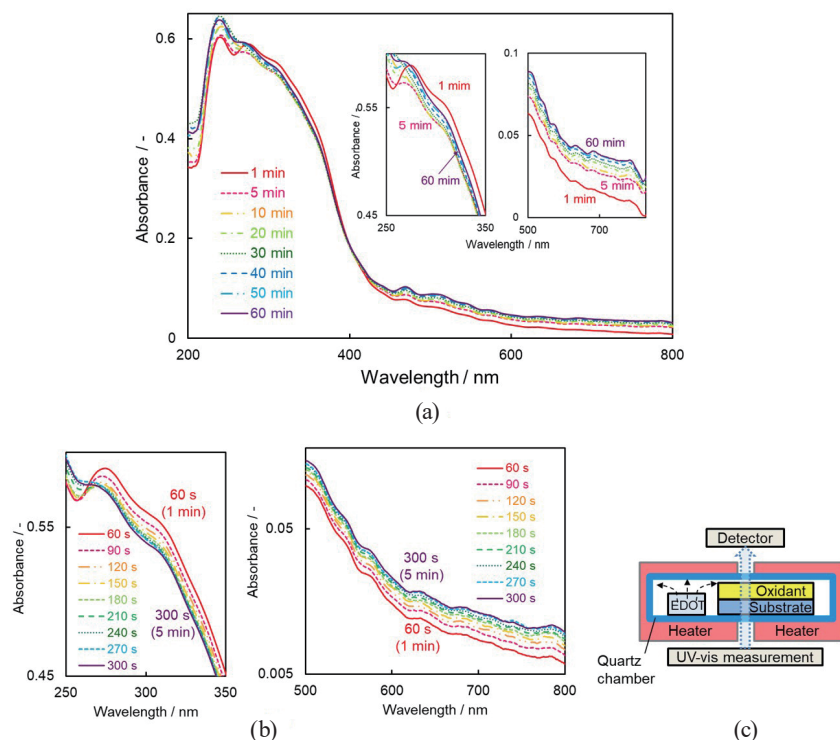 0.6
0.4
0.2
0
Absorbance / -
1 min
5 min
10 min
20 min
30 min
40 min
50 min
60 min
200
400
600
800
Wavelength / nm
0.55
0.45
Absorbance / -
1 mim
5 mim
60 mim
250
350
Wavelength / nm
0.1
0.05
0
Absorbance / -
60 mim
5 mim
1 mim
500
700
Wavelength / nm
(a)
0.55
0.45
Absorbance / -
60 s
(1 min)
60 s
90 s
120 s
150 s
180 s
210 s
240 s
270 s
300 s
300 s
(5 min)
250
300
350
Wavelength / nm
0.05
0.005
Absorbance / -
60 s
90 s
120 s
150 s
180 s
210 s
240 s
270 s
300 s
300 s
(5 min)
60 s
(1 min)
500
600
700
800
Wavelength / nm
(b)
Detector
EDOT
Oxidant
Substrate
Heater
Heater
Quartz
chamber
UV-vis measurement
(c)